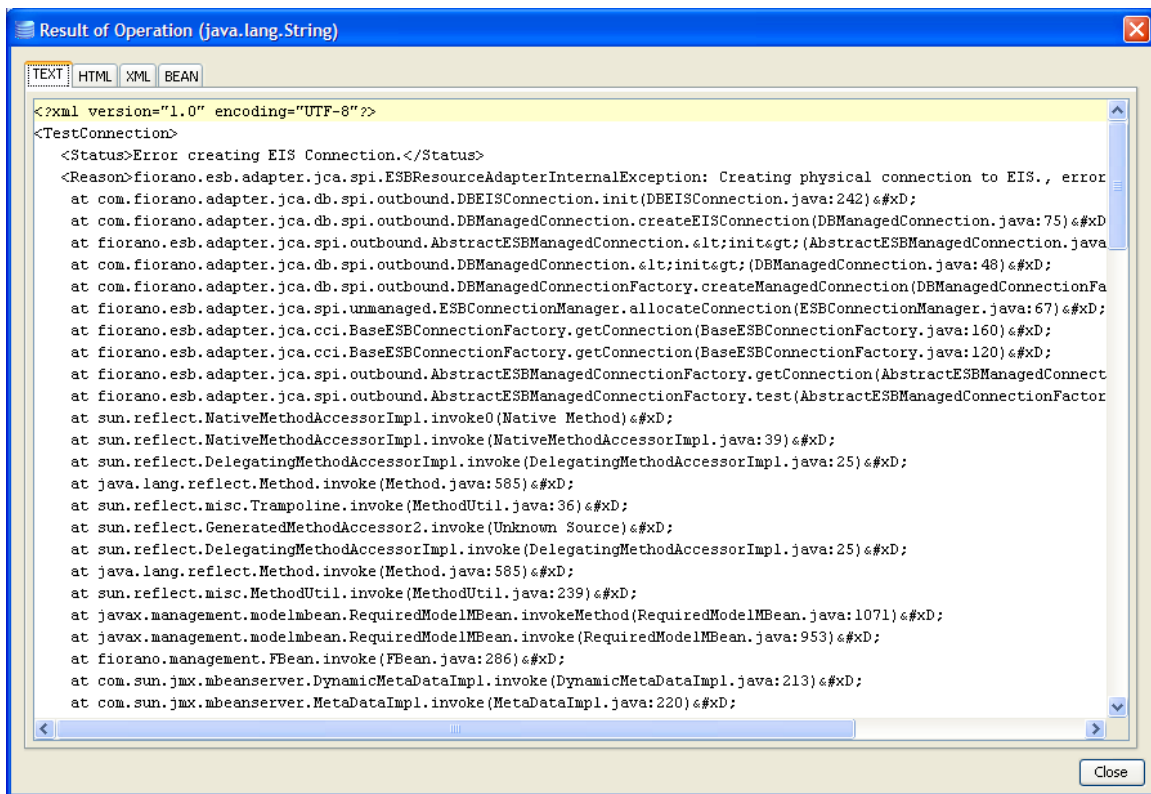 Result of Operation (java.lang.String)
TEXT HTML XML BEAN
<?xml version="1.0" encoding="UTF-8"?>
<TestConnection>
<Status>Error creating EIS Connection.</Status>
<Reason>fiorano.esb.adapter.jca.spi.ESBResourceAdapterInternalException: Creating physical connection to EIS., error
at com.fiorano.adapter.jca.db.spi.outbound.DBEISConnection.init(DBEISConnection.java:242)&#xD;
at com.fiorano.adapter.jca.db.spi.outbound.DBManagedConnection.createEISConnection(DBManagedConnection.java:75)&#xD
at fiorano.esb.adapter.jca.spi.outbound.AbstractESBManagedConnection.&lt;init&gt;(AbstractESBManagedConnection.java
at com.fiorano.adapter.jca.db.spi.outbound.DBManagedConnection.&lt;init&gt;(DBManagedConnection.java:48)&#xD;
at com.fiorano.adapter.jca.db.spi.outbound.DBManagedConnectionFactory.createManagedConnection(DBManagedConnectionFa
at fiorano.esb.adapter.jca.spi.unmanaged.ESBConnectionManager.allocateConnection(ESBConnectionManager.java:67)&#xD;
at fiorano.esb.adapter.jca.cci.BaseESBConnectionFactory.getConnection(BaseESBConnectionFactory.java:160)&#xD;
at fiorano.esb.adapter.jca.cci.BaseESBConnectionFactory.getConnection(BaseESBConnectionFactory.java:120)&#xD;
at fiorano.esb.adapter.jca.spi.outbound.AbstractESBManagedConnectionFactory.getConnection(AbstractESBManagedConnect
at fiorano.esb.adapter.jca.spi.outbound.AbstractESBManagedConnectionFactory.test(AbstractESBManagedConnectionFactor
at sun.reflect.NativeMethodAccessorImpl.invoke0(Native Method)&#xD;
at sun.reflect.NativeMethodAccessorImpl.invoke(NativeMethodAccessorImpl.java:39)&#xD;
at sun.reflect.DelegatingMethodAccessorImpl.invoke(DelegatingMethodAccessorImpl.java:25)&#xD;
at java.lang.reflect.Method.invoke(Method.java:585)&#xD;
at sun.reflect.misc.Trampoline.invoke(MethodUtil.java:36)&#xD;
at sun.reflect.GeneratedMethodAccessor2.invoke(Unknown Source)&#xD;
at sun.reflect.DelegatingMethodAccessorImpl.invoke(DelegatingMethodAccessorImpl.java:25)&#xD;
at java.lang.reflect.Method.invoke(Method.java:585)&#xD;
at sun.reflect.misc.MethodUtil.invoke(MethodUtil.java:239)&#xD;
at javax.management.modelmbean.RequiredModelMBean.invokeMethod(RequiredModelMBean.java:1071)&#xD;
at javax.management.modelmbean.RequiredModelMBean.invoke(RequiredModelMBean.java:953)&#xD;
at fiorano.management.FBean.invoke(FBean.java:286)&#xD;
at com.sun.jmx.mbeanserver.DynamicMetaDataImpl.invoke(DynamicMetaDataImpl.java:213)&#xD;
at com.sun.jmx.mbeanserver.MetaDataImpl.invoke(MetaDataImpl.java:220)&#xD;
Close